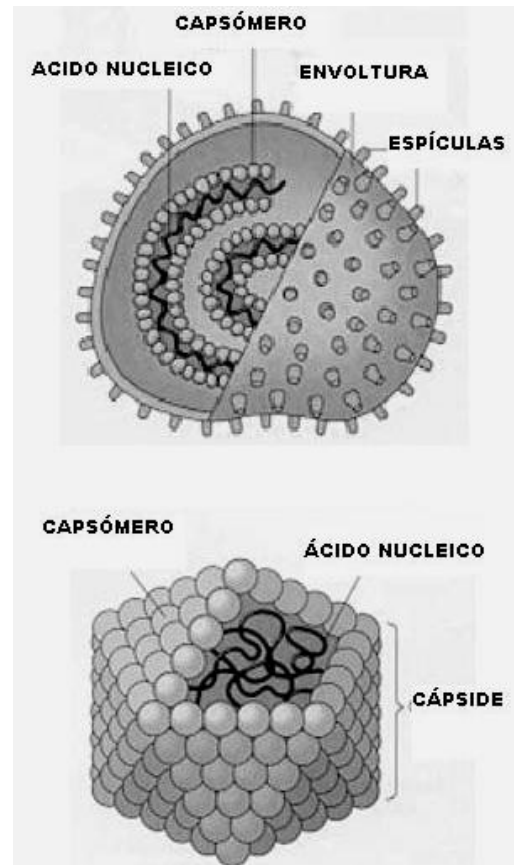 CAPSÓMERO
ACIDO NUCLEICO
ENVOLTURA
ESPÍCULAS
CAPSÓMERO
ÁCIDO NUCLEICO
CÁPSIDE